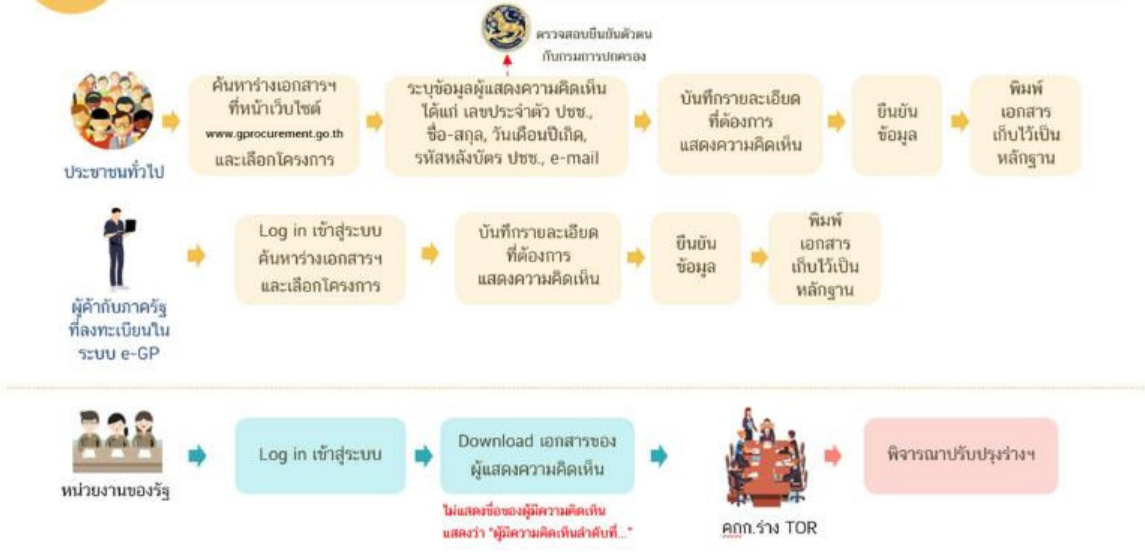 ตรวจสอบยืนยันตัวตน
กับกรมการปกครอง
ประชาชนทั่วไป
ค้นหาร่างเอกสารฯ
ที่หน้าเว็บไซต์
www.gprocurement.go.th
และเลือกโครงการ
ระบุข้อมูลผู้แสดงความคิดเห็น
ได้แก่ เลขประจำตัว ปชช.,
ชื่อ-สกุล, วันเดือนปีเกิด,
รหัสหลังบัตร ปชช., e-mail
บันทึกรายละเอียด
ที่ต้องการ
แสดงความคิดเห็น
ยืนยัน
ข้อมูล
พิมพ์
เอกสาร
เก็บไว้เป็น
หลักฐาน
ผู้ค้ากับภาครัฐ
ที่ลงทะเบียนใน
ระบบ e-GP
Log in เข้าสู่ระบบ
ค้นหาร่างเอกสารฯ
และเลือกโครงการ
บันทึกรายละเอียด
ที่ต้องการ
แสดงความคิดเห็น
ยืนยัน
ข้อมูล
พิมพ์
เอกสาร
เก็บไว้เป็น
หลักฐาน
หน่วยงานของรัฐ
Log in เข้าสู่ระบบ
Download เอกสารของ
ผู้แสดงความคิดเห็น
ไม่แสดงชื่อของผู้มีความคิดเห็น
แสดงว่า "ผู้มีความคิดเห็นลำดับที่..."
คกก.ร่าง TOR
พิจารณาปรับปรุงร่างฯ